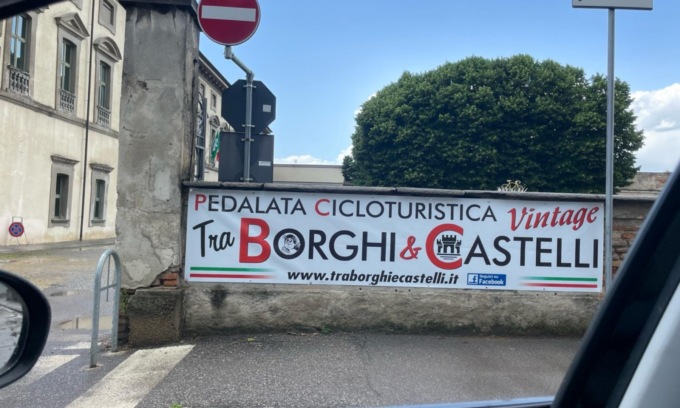 PEDALATA CICLOTURISTICA Vintage
Tra BORGHI & CASTELLI
www.traborghiecastelli.it
Seguici su
Facebook